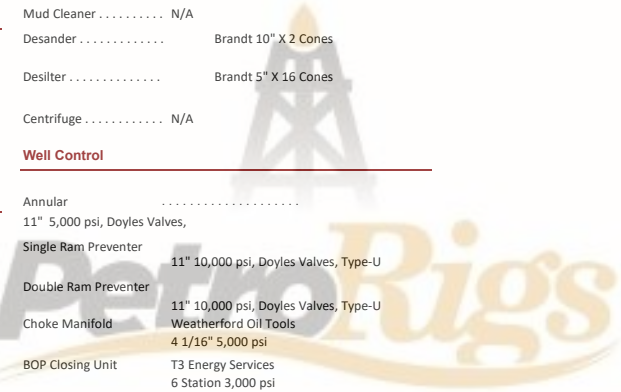 Mud Cleaner . . . . . . . . . . N/A
Desander . . . . . . . . . . . . . Brandt 10" X 2 Cones
Desilter . . . . . . . . . . . . . . Brandt 5" X 16 Cones
Centrifuge . . . . . . . . . . . . N/A
Well Control
Annular . . . . . . . . . . . . . . . . . . . .
11" 5,000 psi, Doyles Valves,
Single Ram Preventer
11" 10,000 psi, Doyles Valves, Type-U
Double Ram Preventer
11" 10,000 psi, Doyles Valves, Type-U
Choke Manifold Weatherford Oil Tools
4 1/16" 5,000 psi
BOP Closing Unit T3 Energy Services
6 Station 3,000 psi
PetroRigs